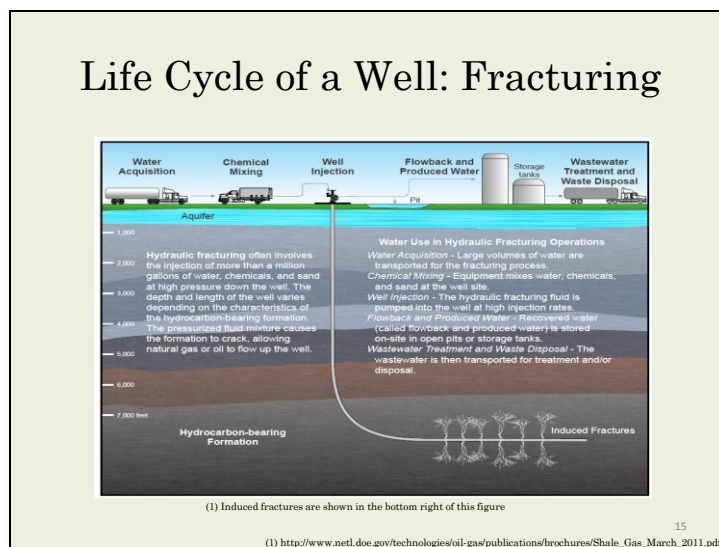 Life Cycle of a Well: Fracturing
Water
Acquisition
Chemical
Mixing
Well
Injection
Flowback and
Produced Water
Storage
tanks
Wastewater
Treatment and
Waste Disposal
Pit
Aquifer
1,000
2,000
3,000
4,000
5,000
6,000
7,000 feet
Hydraulic fracturing often involves
the injection of more than a million
gallons of water, chemicals, and sand
at high pressure down the well. The
depth and length of the well varies
depending on the characteristics of
the hydrocarbon-bearing formation.
The pressurized fluid mixture causes
the formation to crack, allowing
natural gas or oil to flow up the well.
Water Use in Hydraulic Fracturing Operations
Water Acquisition - Large volumes of water are
transported for the fracturing process.
Chemical Mixing - Equipment mixes water, chemicals,
and sand at the well site.
Well Injection - The hydraulic fracturing fluid is
pumped into the well at high injection rates.
Flowback and Produced Water - Recovered water
(called flowback and produced water) is stored
on-site in open pits or storage tanks.
Wastewater Treatment and Waste Disposal - The
wastewater is then transported for treatment and/or
disposal.
Hydrocarbon-bearing
Formation
Induced Fractures
(1) Induced fractures are shown in the bottom right of this figure
15
(1) http://www.netl.doe.gov/technologies/oil-gas/publications/brochures/Shale_Gas_March_2011.pdf